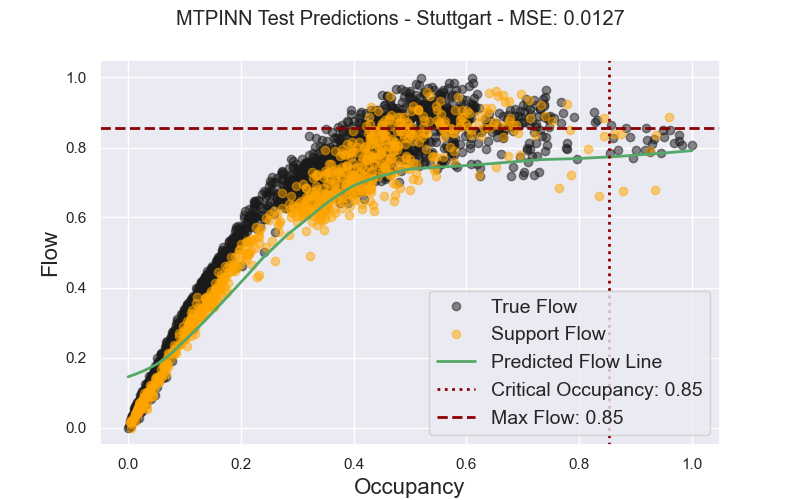 MTPINN Test Predictions - Stuttgart - MSE: 0.0127
1.0
0.8
0.6
0.4
0.2
0.0
Flow
True Flow
Support Flow
Predicted Flow Line
Critical Occupancy: 0.85
Max Flow: 0.85
0.0 0.2 0.4 0.6 0.8 1.0
Occupancy